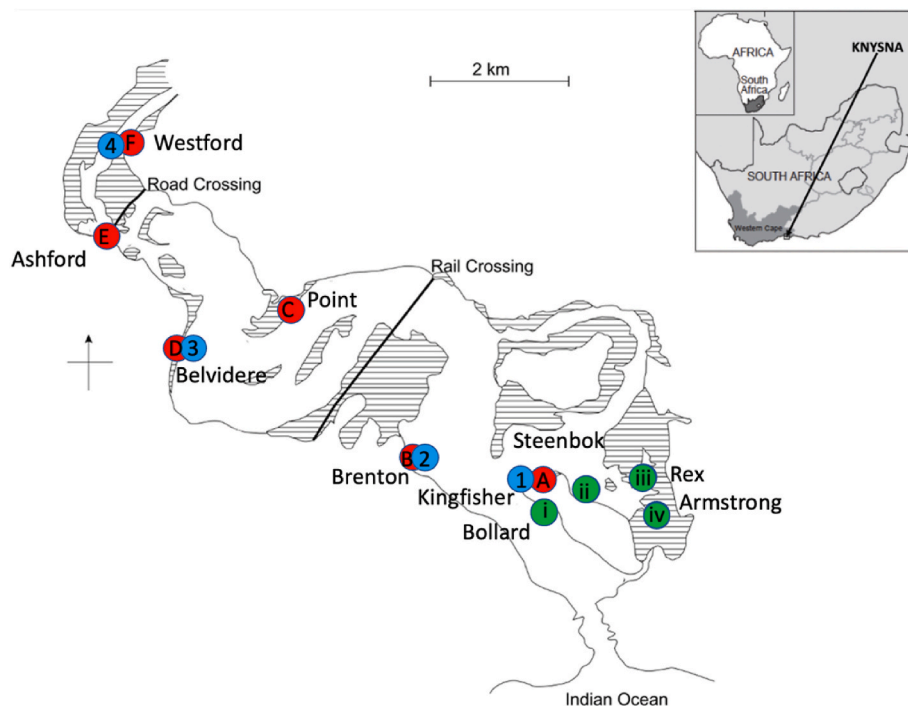 2 km
AFRICA
South
Africa
KNYSNA
SOUTH AFRICA
Western Cape
4 F Westford
Road Crossing
E
Ashford
Rail Crossing
C Point
D 3
Belvidere
B 2
Brenton
Steenbok
1 A
Kingfisher
ii
iii Rex
Armstrong
i
Bollard
iv
Indian Ocean